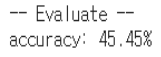 -- Evaluate --
accuracy: 45.45%